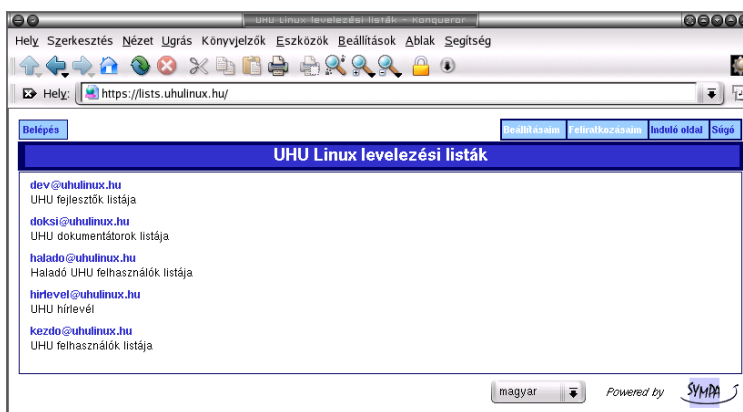 UHU Linux levelezési listák - Konqueror
Hely Szerkesztés Nézet Ugrás Könyvjelzők Eszközök Beállítások Ablak Segítség
Hely: https://lists.uhulinux.hu/
Belépés Beállításaim Feliratkozásaim Induló oldal Súgó
UHU Linux levelezési listák
dev@uhulinux.hu
UHU fejlesztők listája
doksi@uhulinux.hu
UHU dokumentátorok listája
halado@uhulinux.hu
Haladó UHU felhasználók listája
hirlevel@uhulinux.hu
UHU hírlevél
kezdo@uhulinux.hu
UHU felhasználók listája
magyar Powered by SYMPA